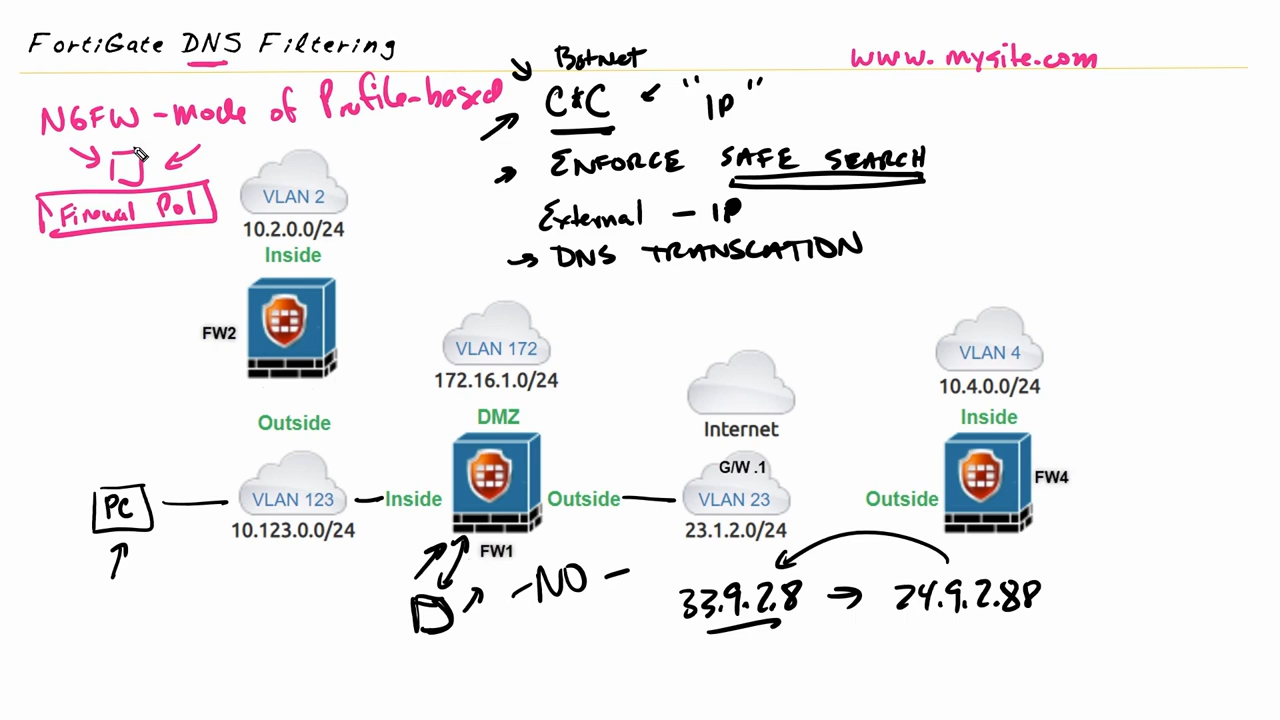 FortiGate DNS Filtering
www.mysite.com
NGFW - mode of Profile-based
Firewal Pol
Botnet
C&C "IP"
ENFORCE SAFE SEARCH
External - IP
DNS TRANSLATION
VLAN 2
10.2.0.0/24
Inside
FW2
Outside
VLAN 172
172.16.1.0/24
DMZ
VLAN 4
10.4.0.0/24
Inside
Internet
G/W .1
PC
VLAN 123
10.123.0.0/24
Inside
FW1
Outside
VLAN 23
23.1.2.0/24
Outside
FW4
D
-NO -
33.9.2.8 → 24.9.2.88